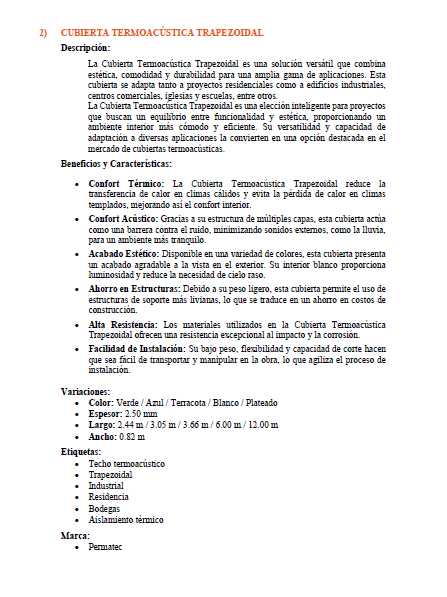 2) CUBIERTA TERMOACÚSTICA TRAPEZOIDAL
Descripción:
La Cubierta Termoacústica Trapezoidal es una solución versátil que combina
estética, comodidad y durabilidad para una amplia gama de aplicaciones. Esta
cubierta se adapta tanto a proyectos residenciales como a edificios industriales,
centros comerciales, iglesias y escuelas, entre otros.
La Cubierta Termoacústica Trapezoidal es una elección inteligente para proyectos
que buscan un equilibrio entre funcionalidad y estética, proporcionando un
ambiente interior más cómodo y eficiente. Su versatilidad y capacidad de
adaptación a diversas aplicaciones la convierten en una opción destacada en el
mercado de cubiertas termoacústicas.
Beneficios y Características:
• Confort Térmico: La Cubierta Termoacústica Trapezoidal reduce la
transferencia de calor en climas cálidos y evita la pérdida de calor en climas
templados, mejorando así el confort interior.
• Confort Acústico: Gracias a su estructura de múltiples capas, esta cubierta actúa
como una barrera contra el ruido, minimizando sonidos externos, como la lluvia,
para un ambiente más tranquilo.
• Acabado Estético: Disponible en una variedad de colores, esta cubierta presenta
un acabado agradable a la vista en el exterior. Su interior blanco proporciona
luminosidad y reduce la necesidad de cielo raso.
• Ahorro en Estructuras: Debido a su peso ligero, esta cubierta permite el uso de
estructuras de soporte más livianas, lo que se traduce en un ahorro en costos de
construcción.
• Alta Resistencia: Los materiales utilizados en la Cubierta Termoacústica
Trapezoidal ofrecen una resistencia excepcional al impacto y la corrosión.
• Facilidad de Instalación: Su bajo peso, flexibilidad y capacidad de corte hacen
que sea fácil de transportar y manipular en la obra, lo que agiliza el proceso de
instalación.
Variaciones:
• Color: Verde / Azul / Terracota / Blanco / Plateado
• Espesor: 2.50 mm
• Largo: 2.44 m / 3.05 m / 3.66 m / 6.00 m / 12.00 m
• Ancho: 0.82 m
Etiquetas:
• Techo termoacústico
• Trapezoidal
• Industrial
• Residencia
• Bodegas
• Aislamiento térmico
Marca:
• Permatec